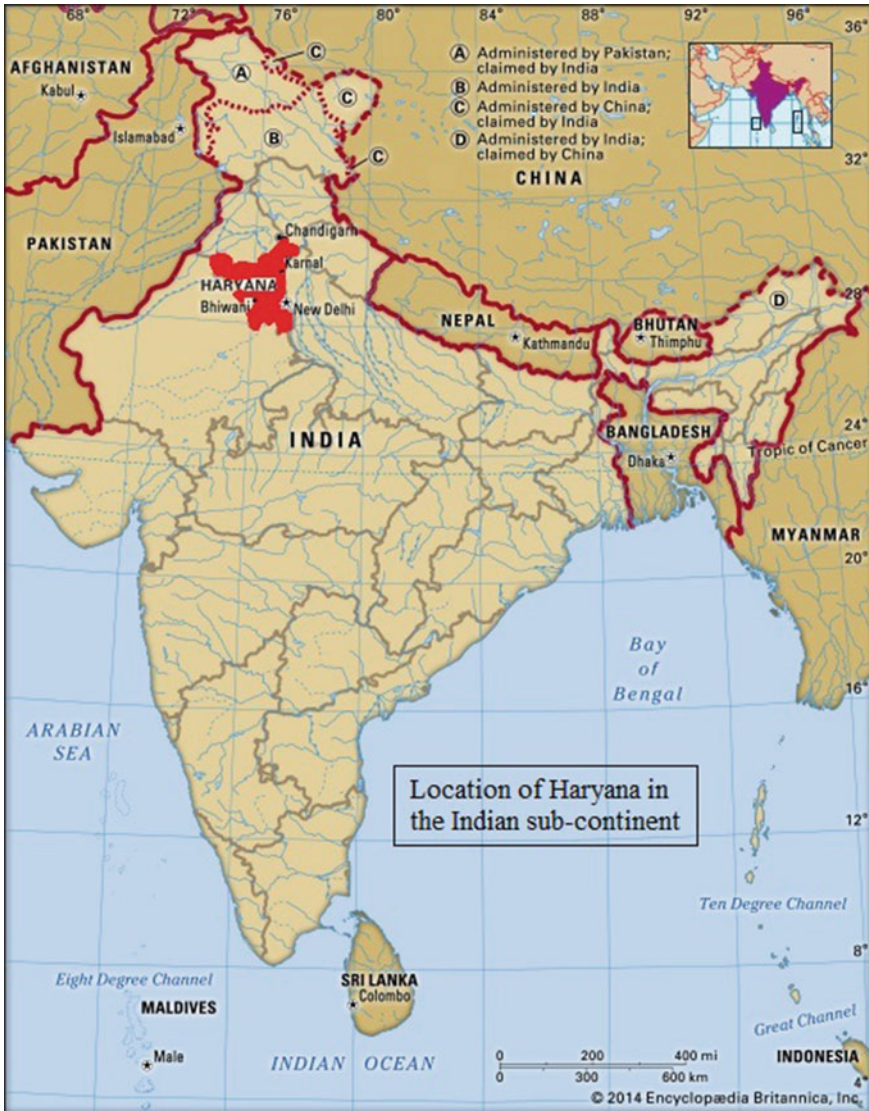 68°
72°
76°
80°
84°
88°
92°
96°
36°
AFGHANISTAN
Kabul
Islamabad
A
C
C
B
C
A Administered by Pakistan;
claimed by India
B Administered by India
C Administered by China;
claimed by India
D Administered by India;
claimed by China
32°
CHINA
PAKISTAN
Chandigarh
Karnal
HARYANA
Bhiwani
New Delhi
NEPAL
Kathmandu
BHUTAN
Thimphu
D
28°
INDIA
BANGLADESH
Dhaka
24°
Tropic of Cancer
MYANMAR
20°
Bay
of
Bengal
16°
ARABIAN
SEA
Location of Haryana in
the Indian sub-continent
12°
Ten Degree Channel
8°
Eight Degree Channel
MALDIVES
Male
SRI LANKA
Colombo
Great Channel
INDIAN OCEAN
0 200 400 mi
0 300 600 km
INDONESIA
4°
© 2014 Encyclopædia Britannica, Inc.